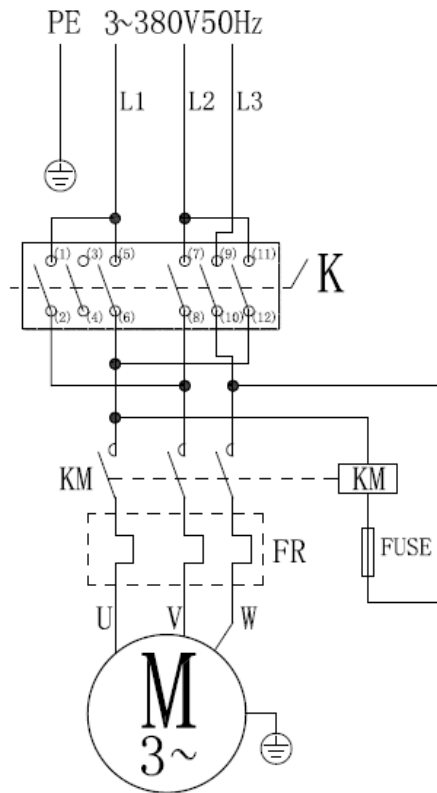 PE 3~380V50Hz
L1 L2 L3
(1) (3) (5) (7) (9) (11)
K
(2) (4) (6) (8) (10) (12)
KM KM
FUSE
FR
U V W
M
3~